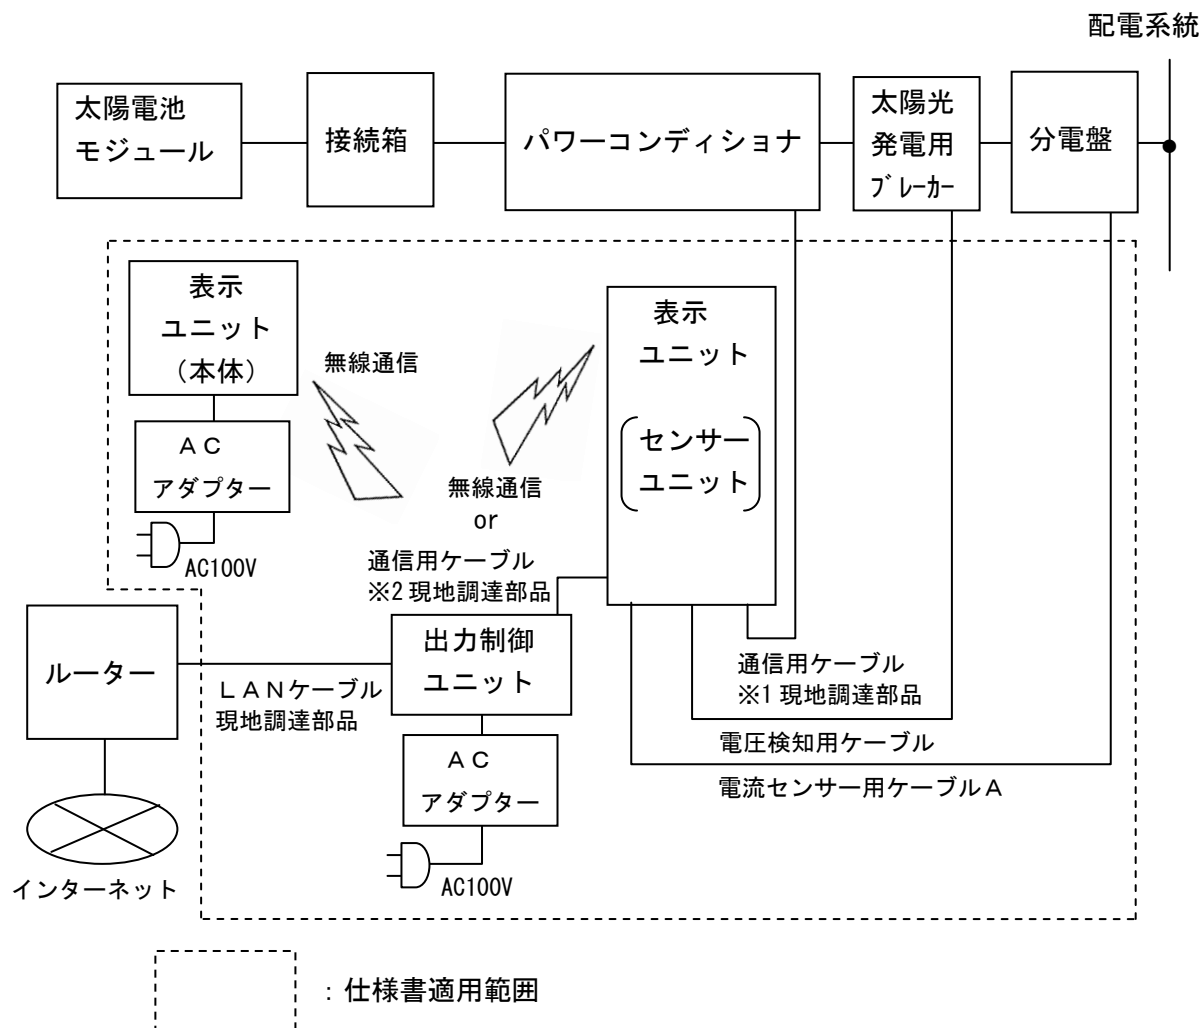 配電系統
太陽電池
モジュール
接続箱
パワーコンディショナ
太陽光
発電用
ﾌﾞﾚｰｶｰ
分電盤
表示
ユニット
（本体）
無線通信
ＡＣ
アダプター
AC100V
無線通信
or
通信用ケーブル
※2 現地調達部品
表示
ユニット
センサー
ユニット
ルーター
ＬＡＮケーブル
現地調達部品
出力制御
ユニット
通信用ケーブル
※1 現地調達部品
電圧検知用ケーブル
電流センサー用ケーブルＡ
ＡＣ
アダプター
AC100V
インターネット
：仕様書適用範囲